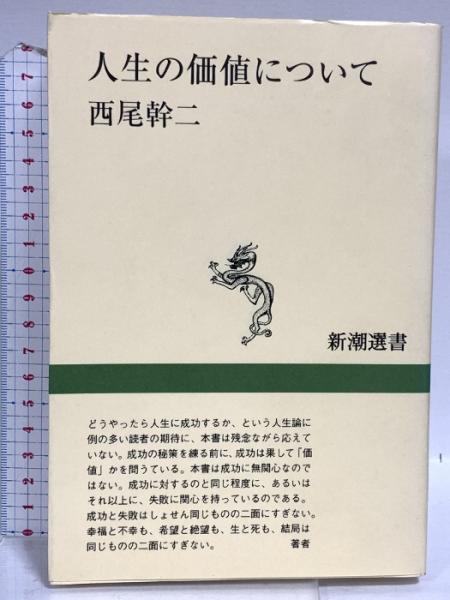 人生の価値について
西尾幹二
新潮選書
どうやったら人生に成功するか、という人生論に
例の多い読者の期待に、本書は残念ながら応えて
いない。成功の秘策を練る前に、成功は果して「価
値」かを問うている。本書は成功に無関心なので
はない。成功に対するのと同じ程度に、あるいは
それ以上に、失敗に関心を持っているのである。
成功と失敗はしょせん同じものの二面にすぎない。
幸福と不幸も、希望と絶望も、生と死も、結局は
同じものの二面にすぎない。 著者